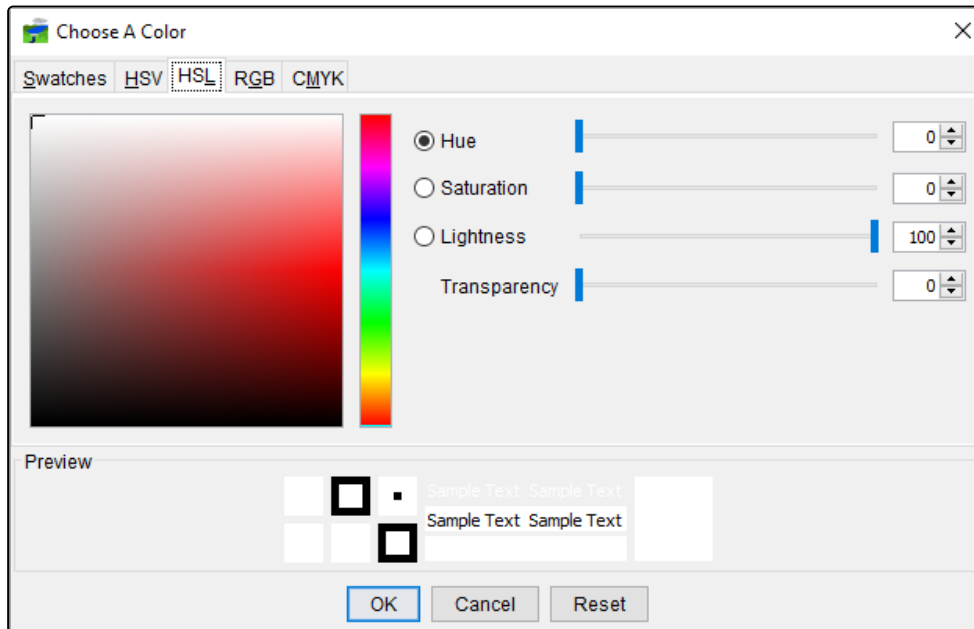 Choose A Color
Swatches HSV HSL RGB CMYK
Hue 0
Saturation 0
Lightness 100
Transparency 0
Preview
Sample Text Sample Text
Sample Text Sample Text
OK Cancel Reset